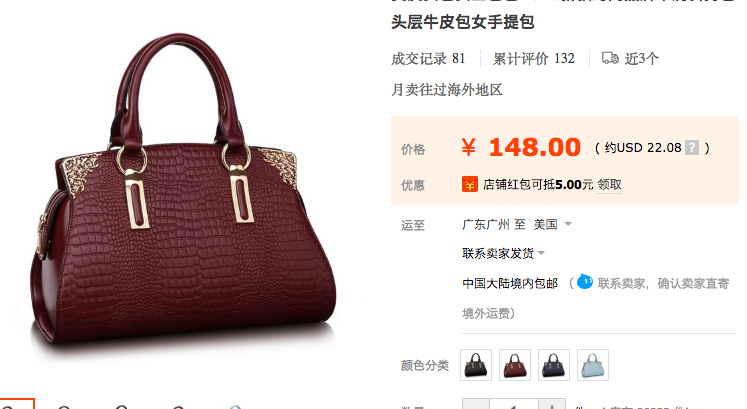 头层牛皮包女手提包
成交记录 81 累计评价 132 近3个
月卖往过海外地区
价格 ¥ 148.00 ( 约USD 22.08 ? )
优惠 ¥ 店铺红包可抵5.00元 领取
运至 广东广州 至 美国
联系卖家发货
中国大陆境内包邮 ( 联系卖家，确认卖家直寄
境外运费)
颜色分类